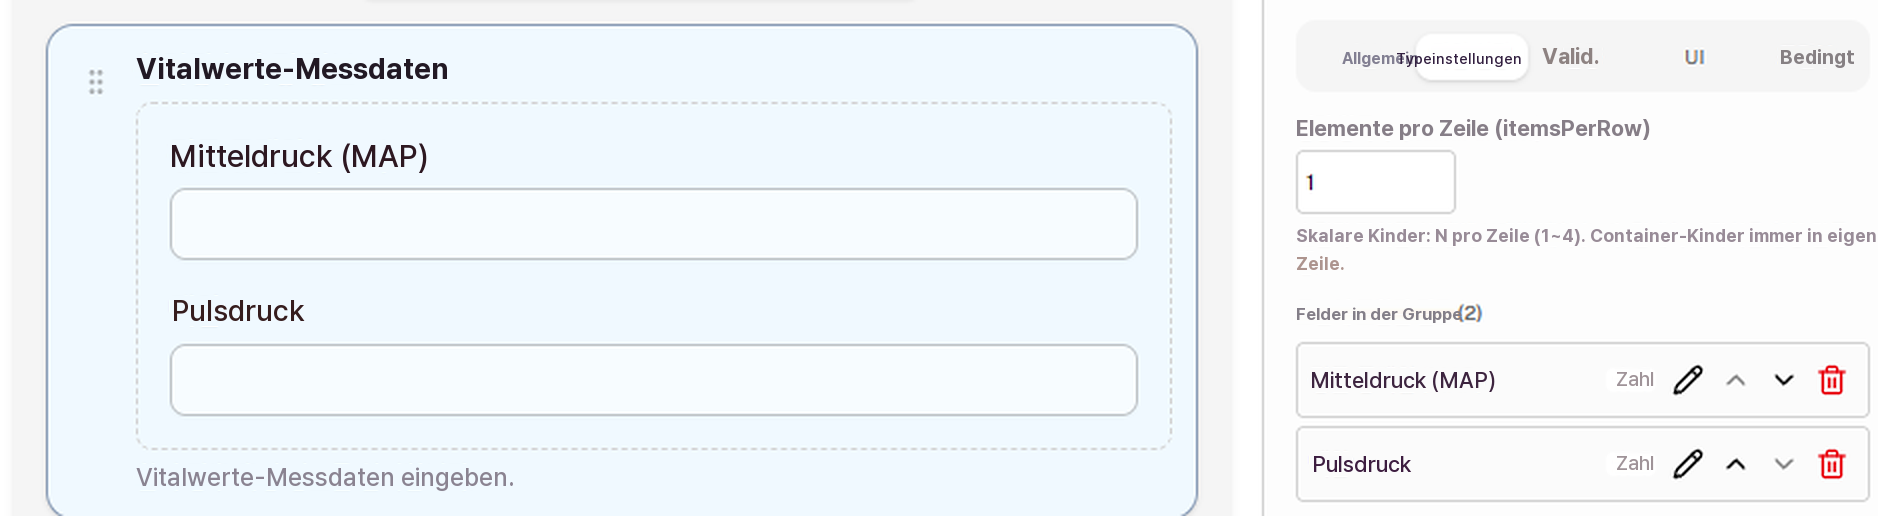 Vitalwerte-Messdaten
Mitteldruck (MAP)
Pulsdruck
Vitalwerte-Messdaten eingeben.
Allgemein Typeinstellungen Valid. UI Bedingt
Elemente pro Zeile (itemsPerRow)
1
Skalare Kinder: N pro Zeile (1~4). Container-Kinder immer in eigen
Zeile.
Felder in der Gruppe (2)
Mitteldruck (MAP) Zahl
Pulsdruck Zahl